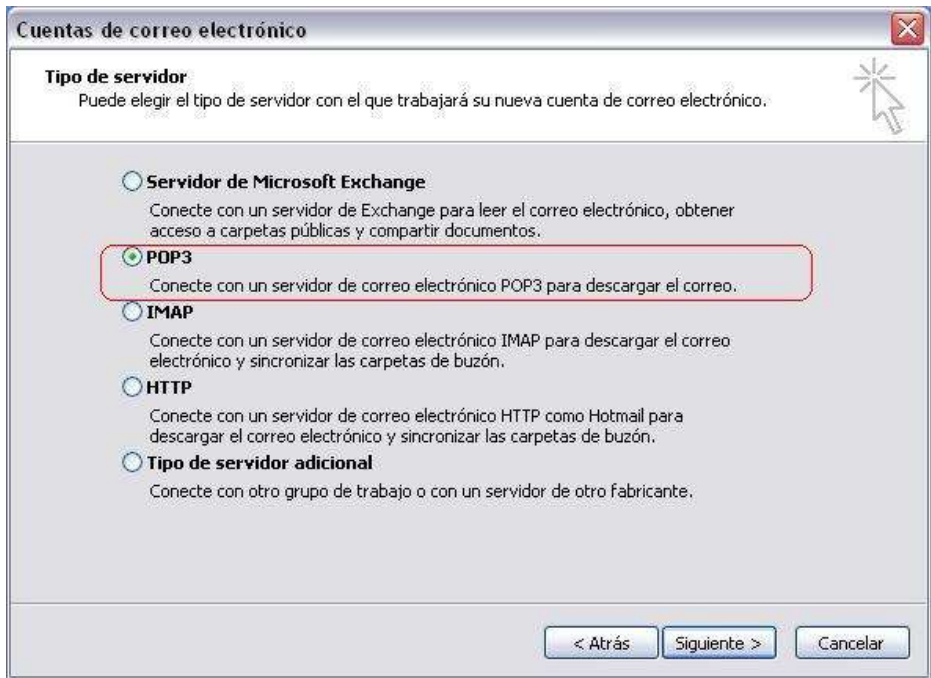 Cuentas de correo electrónico
Tipo de servidor
Puede elegir el tipo de servidor con el que trabajará su nueva cuenta de correo electrónico.
Servidor de Microsoft Exchange
Conecte con un servidor de Exchange para leer el correo electrónico, obtener
acceso a carpetas públicas y compartir documentos.
POP3
Conecte con un servidor de correo electrónico POP3 para descargar el correo.
IMAP
Conecte con un servidor de correo electrónico IMAP para descargar el correo
electrónico y sincronizar las carpetas de buzón.
HTTP
Conecte con un servidor de correo electrónico HTTP como Hotmail para
descargar el correo electrónico y sincronizar las carpetas de buzón.
Tipo de servidor adicional
Conecte con otro grupo de trabajo o con un servidor de otro fabricante.
< Atrás Siguiente > Cancelar